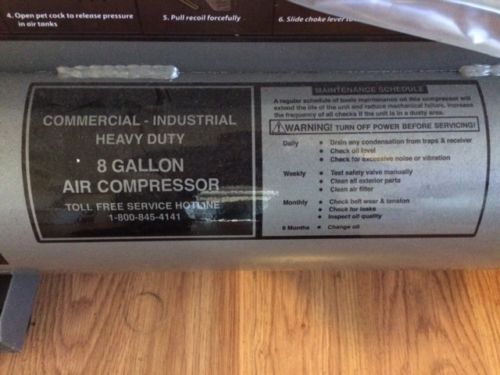 4. Open pet cock to release pressure
in air tanks
5. Pull recoil forcefully
6. Slide choke lever to
COMMERCIAL - INDUSTRIAL
HEAVY DUTY
8 GALLON
AIR COMPRESSOR
TOLL FREE SERVICE HOTLINE
1-800-845-4141
MAINTENANCE SCHEDULE
A regular schedule of basic maintenance on this compressor will
extend the life of the unit and reduce mechanical failure. Increase
the frequency of all checks if the unit is in a dusty area.
WARNING! TURN OFF POWER BEFORE SERVICING!
Daily • Drain any condensation from traps & receiver
• Check oil level
• Check for excessive noise or vibration
Weekly • Test safety valve manually
• Clean all exterior parts
• Clean air filter
Monthly • Check belt wear & tension
• Check for leaks
• Inspect oil quality
6 Months • Change oil